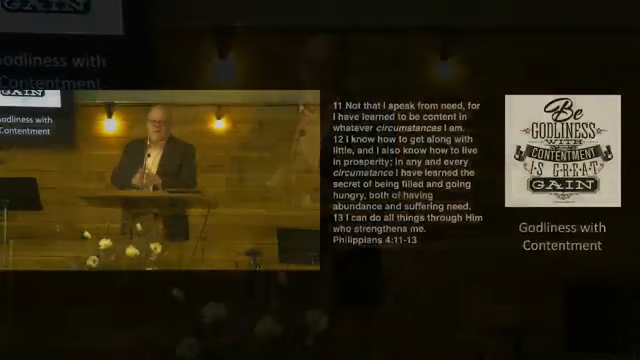 GAIN
Godliness with
Contentment
GAIN
Godliness with
Contentment
11 Not that I speak from need, for
I have learned to be content in
whatever circumstances I am.
12 I know how to get along with
little, and I also know how to live
in prosperity; in any and every
circumstance I have learned the
secret of being filled and going
hungry, both of having
abundance and suffering need.
13 I can do all things through Him
who strengthens me.
Philippians 4:11-13
Be
GODLINESS
WITH
CONTENTMENT
IS GREAT
GAIN
Godliness with
Contentment